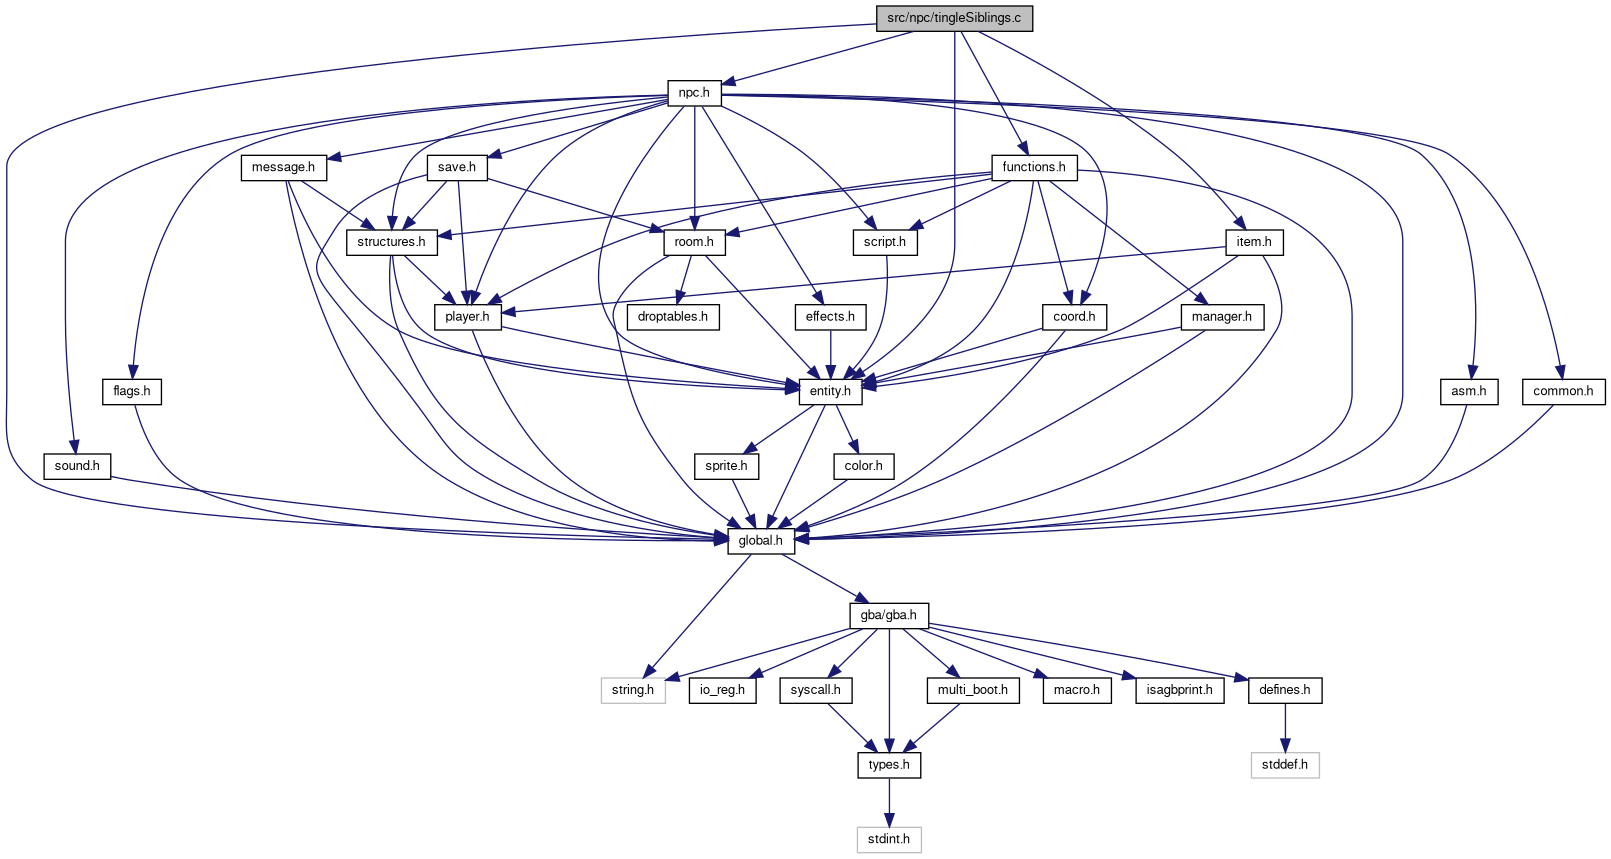 src/npc/tingleSiblings.c
npc.h
message.h
save.h
functions.h
structures.h
room.h
script.h
item.h
player.h
droptables.h
effects.h
coord.h
manager.h
flags.h
entity.h
asm.h
common.h
sound.h
sprite.h
color.h
global.h
gba/gba.h
string.h
io_reg.h
syscall.h
multi_boot.h
macro.h
isagbprint.h
defines.h
types.h
stddef.h
stdint.h